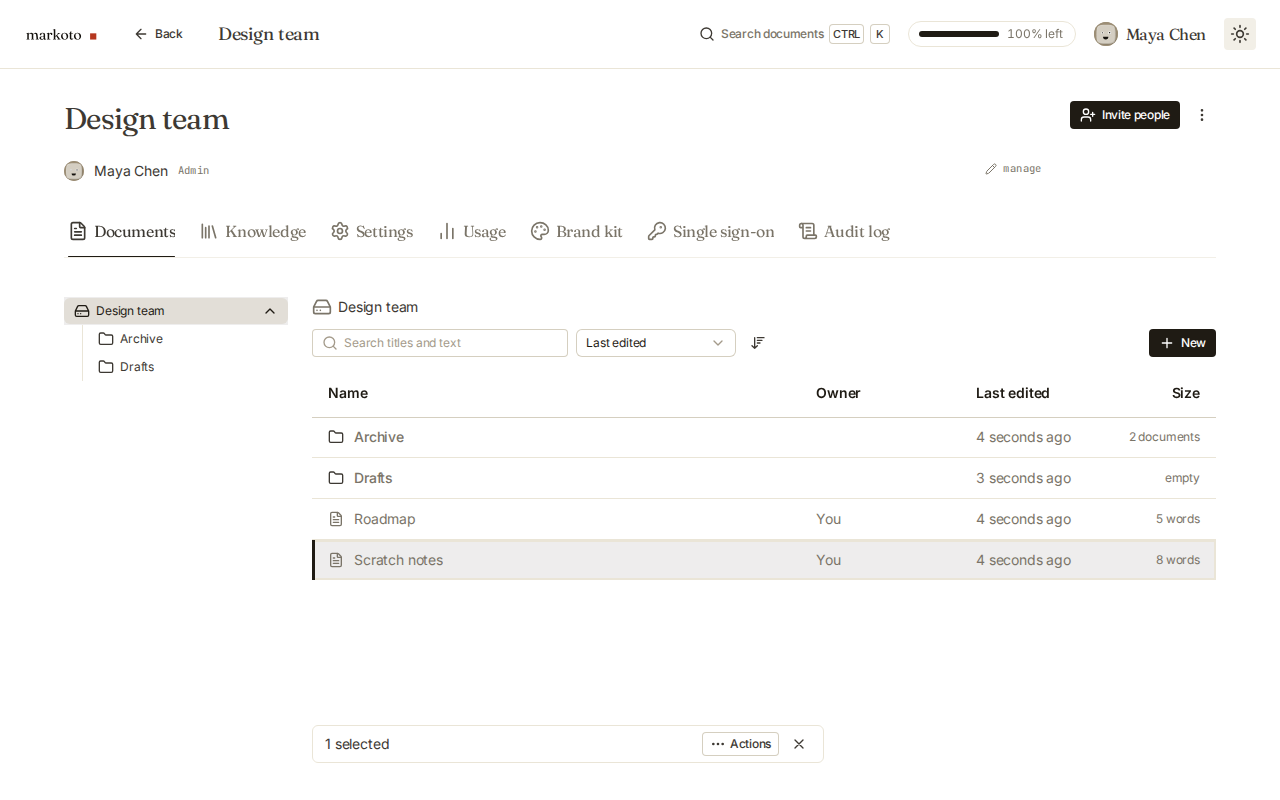 markoto
Back
Design team
Search documents CTRL K
100% left
Maya Chen
Design team
Invite people
Maya Chen Admin
manage
Documents Knowledge Settings Usage Brand kit Single sign-on Audit log
Design team
Archive
Drafts
Design team
Search titles and text
Last edited
New
Name Owner Last edited Size
Archive 4 seconds ago 2 documents
Drafts 3 seconds ago empty
Roadmap You 4 seconds ago 5 words
Scratch notes You 4 seconds ago 8 words
1 selected
Actions